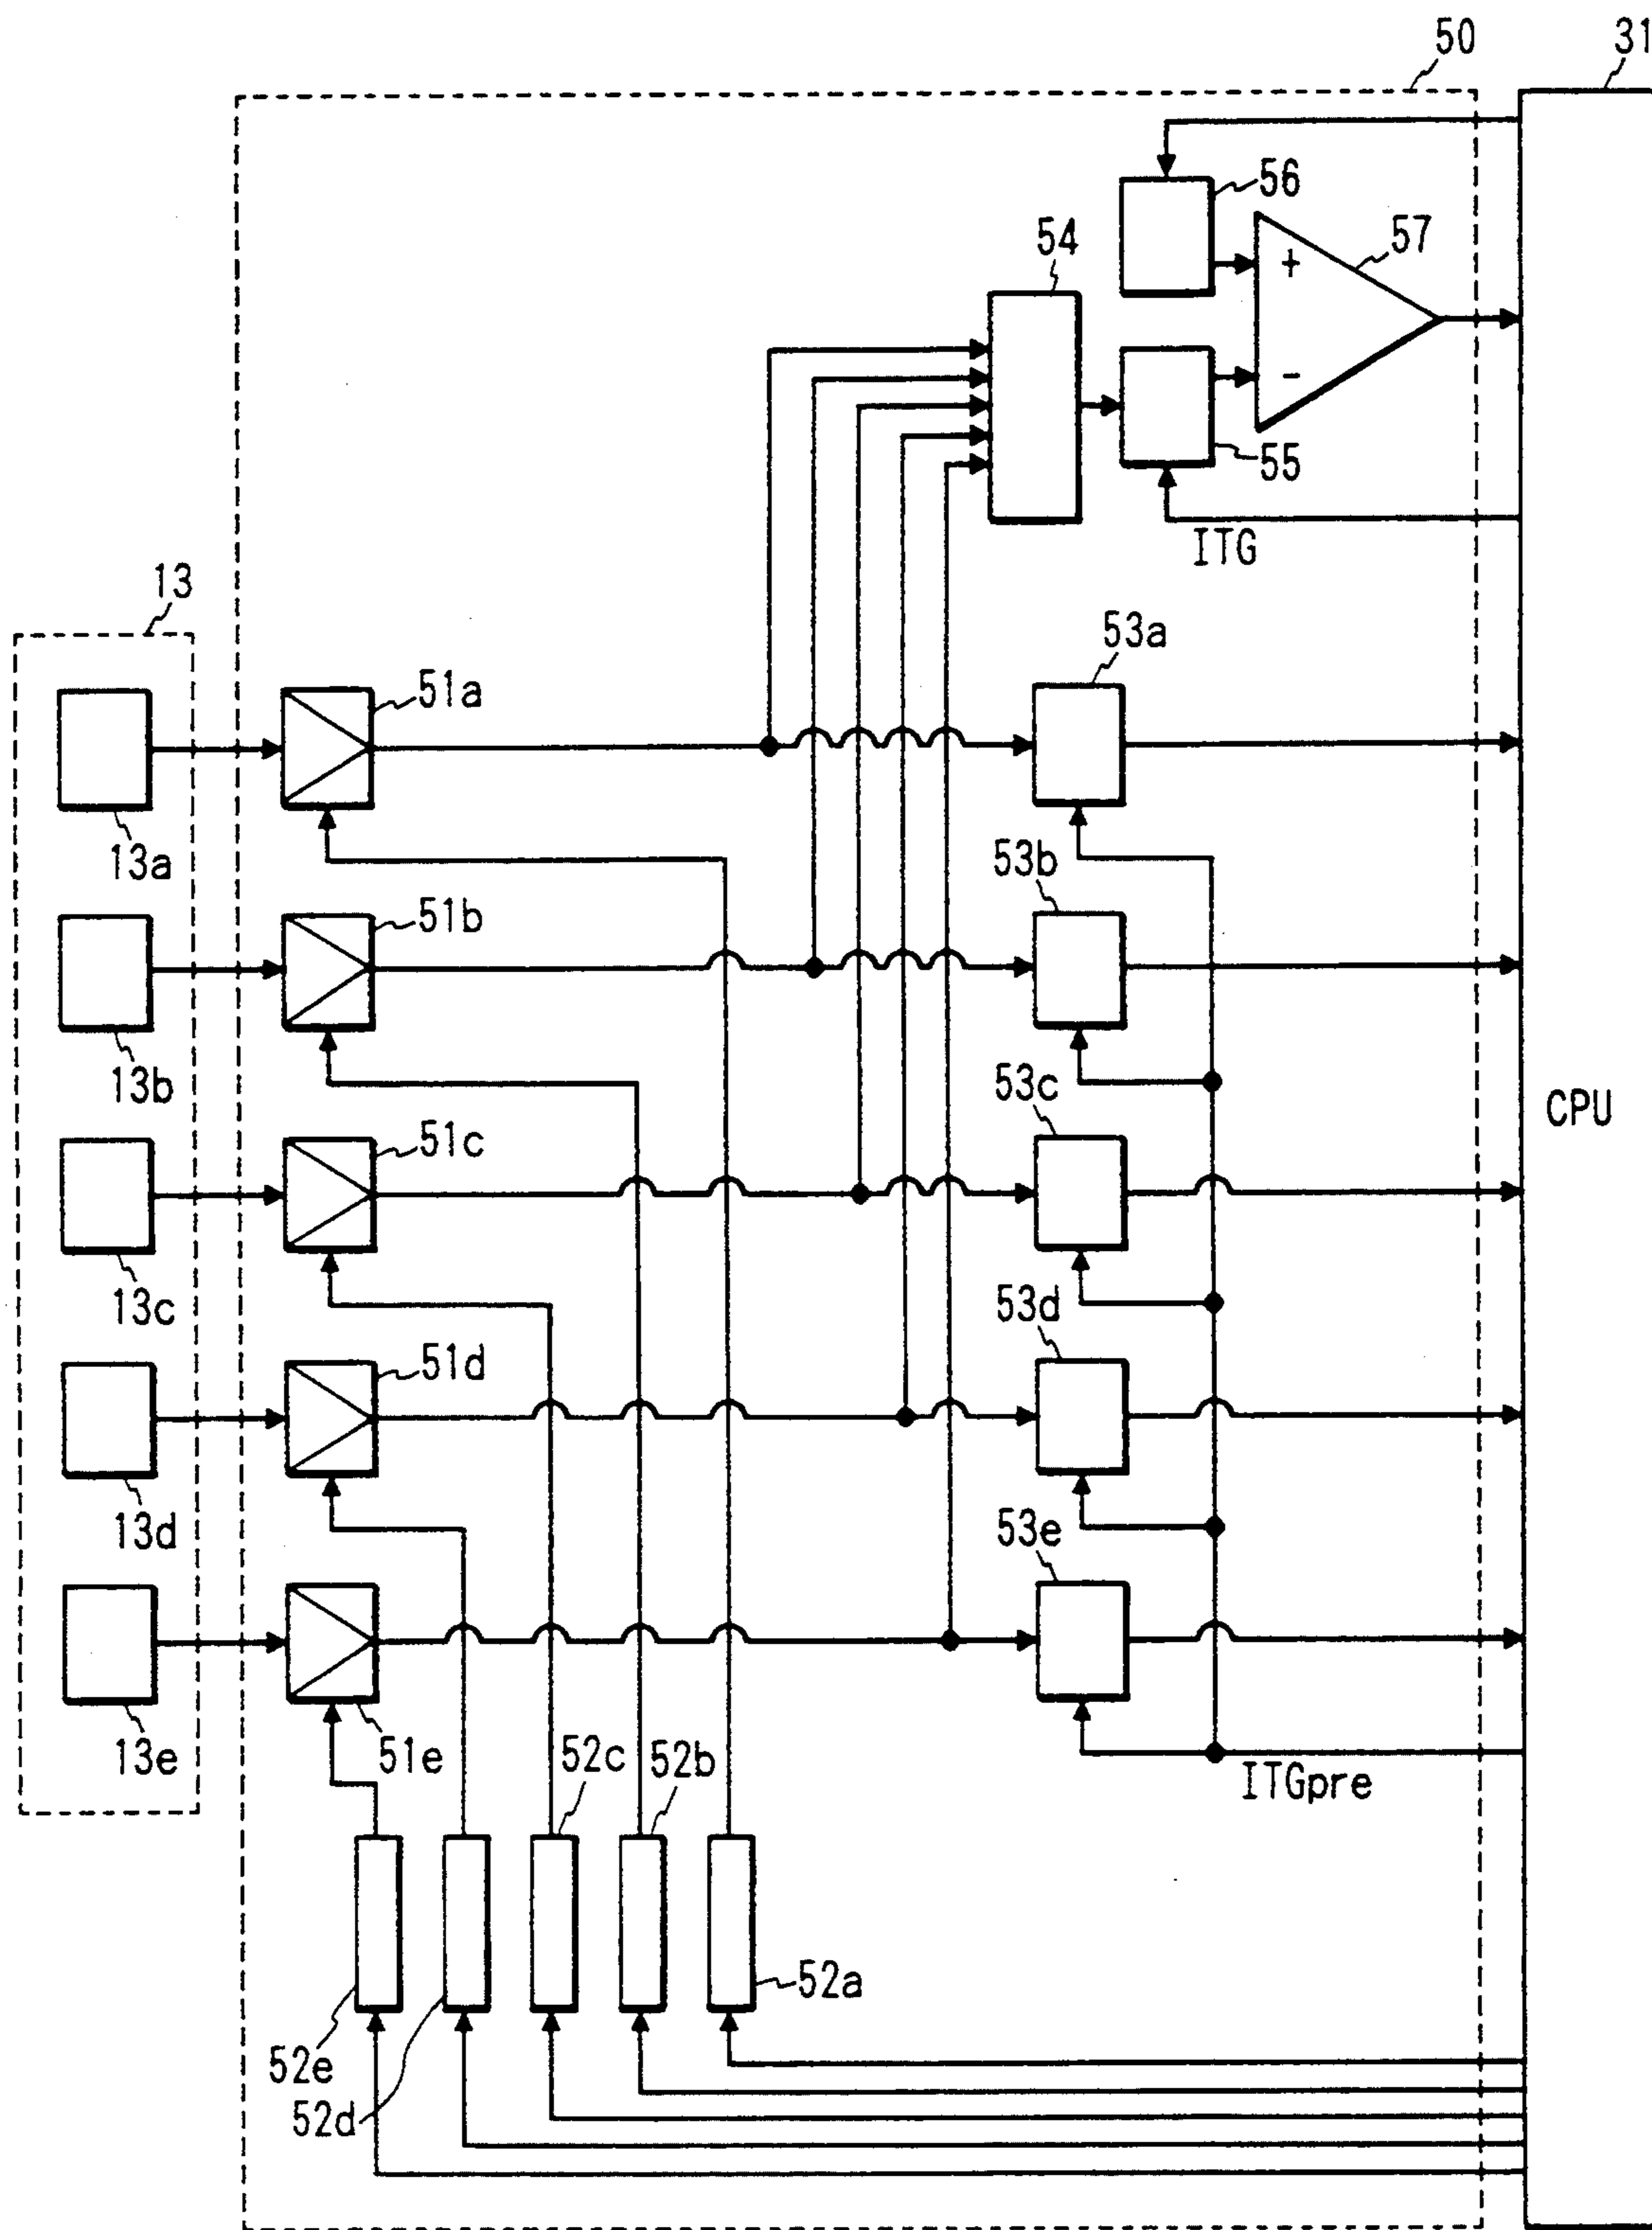 50
31
56
57
+
54
-
55
ITG
13
53a
51a
13a
53b
51b
13b
53c
51c
CPU
13c
53d
51d
13d
53e
13e
51e
52c
52b
ITGpre
52a
52e
52d